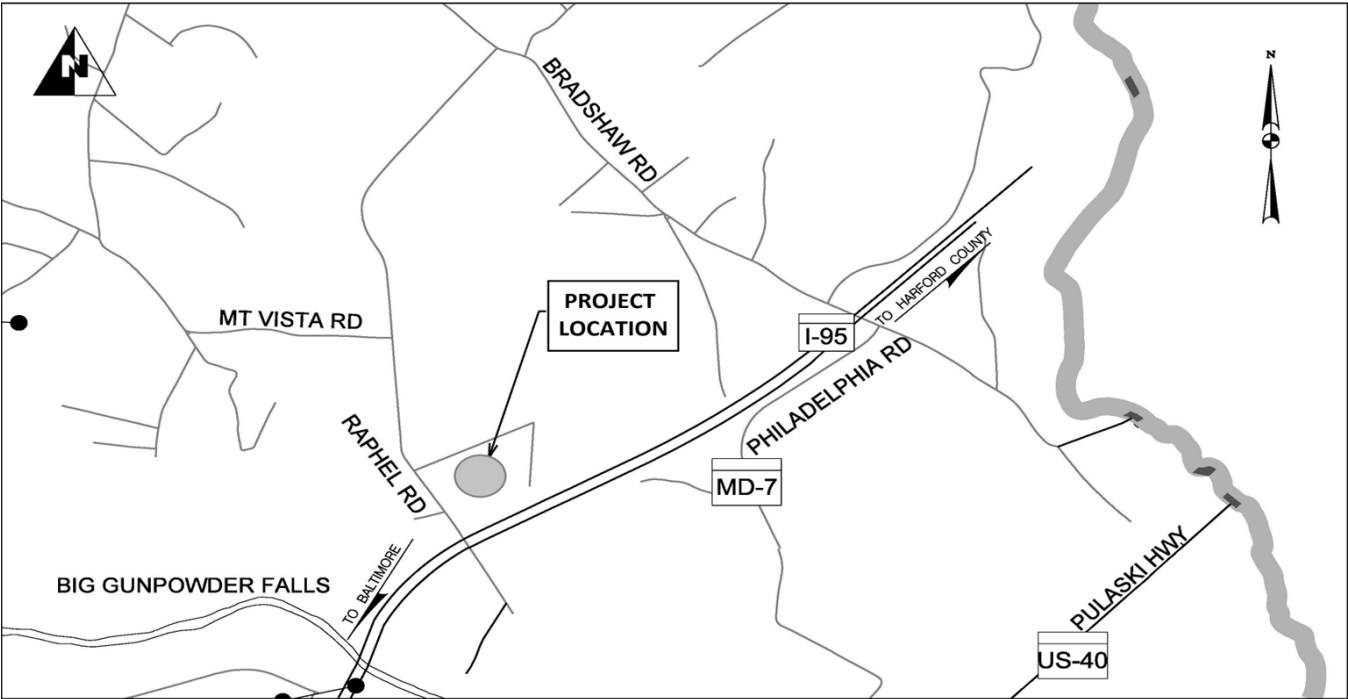 N
N
BRADSHAW RD
TO HARFORD COUNTY
PROJECT
LOCATION
MT VISTA RD
I-95
PHILADELPHIA RD
RAPHEL RD
MD-7
TO BALTIMORE
BIG GUNPOWDER FALLS
PULASKI HWY
US-40